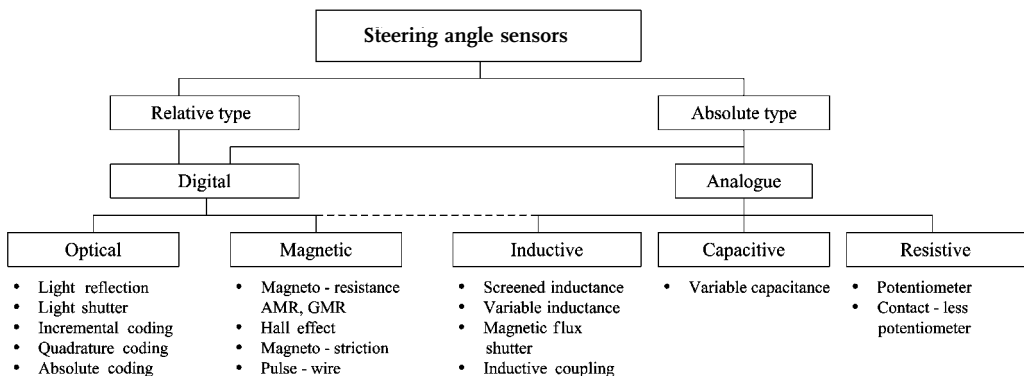 Steering angle sensors
Relative type
Absolute type
Digital
Analogue
Optical
Magnetic
Inductive
Capacitive
Resistive
• Light reflection
• Light shutter
• Incremental coding
• Quadrature coding
• Absolute coding
• Magneto - resistance
AMR, GMR
• Hall effect
• Magneto - striction
• Pulse - wire
• Screened inductance
• Variable inductance
• Magnetic flux
shutter
• Inductive coupling
• Variable capacitance
• Potentiometer
• Contact - less
potentiometer